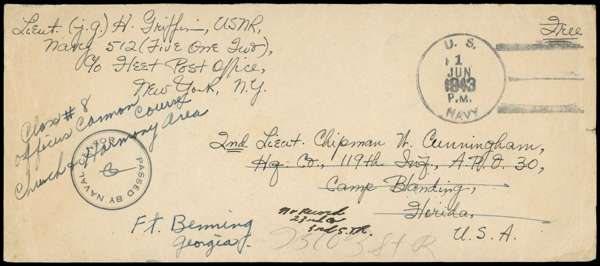 Lieut. (j.g.) H. Griffin, USNR,
Navy 512 (Five One Two),
c/o Fleet Post Office,
New York, N.Y.
Free
U. S.
1
JUN
1943
P.M.
NAVY
Class # 8
Officers Cannon Course
Church & Harmony Area
PASSED BY NAVAL
2nd Lieut. Chipman W. Cunningham,
Hq. Co., 119th Inf., A.P.O. 30,
Camp Blanding,
Florida,
U.S.A.
Ft. Benning
Georgia
No Record